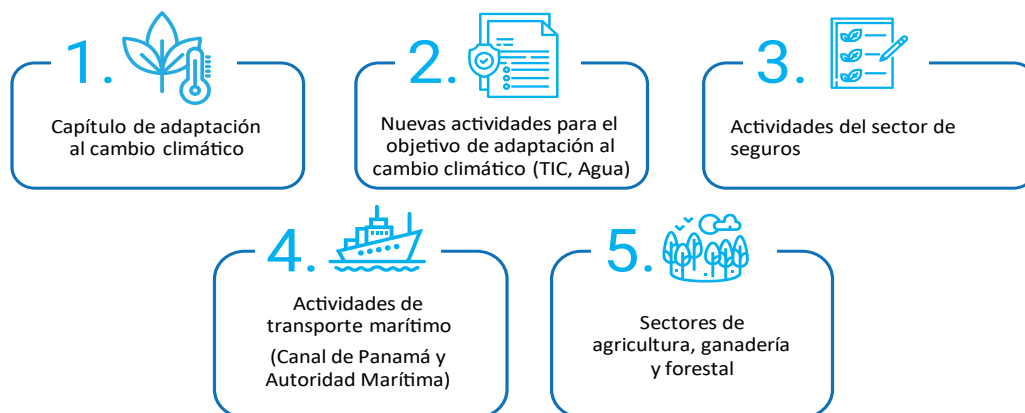 1.
Capítulo de adaptación
al cambio climático
2.
Nuevas actividades para el
objetivo de adaptación al
cambio climático (TIC, Agua)
3.
Actividades del sector de
seguros
4.
Actividades de
transporte marítimo
(Canal de Panamá y
Autoridad Marítima)
5.
Sectores de
agricultura, ganadería
y forestal